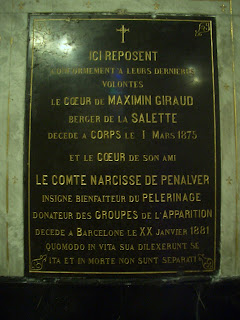 ICI REPOSENT
CONFORMEMENT A LEURS DERNIERES
VOLONTES
LE CŒUR DE MAXIMIN GIRAUD
BERGER DE LA SALETTE
DECEDE A CORPS LE 1 MARS 1875
ET LE CŒUR DE SON AMI
LE COMTE NARCISSE DE PENALVER
INSIGNE BIENFAITEUR DU PELERINAGE
DONATEUR DES GROUPES DE L'APPARITION
DECEDE A BARCELONE LE XX JANVIER 1881
QUOMODO IN VITA SUA DILEXERUNT SE
ITA ET IN MORTE NON SUNT SEPARATI